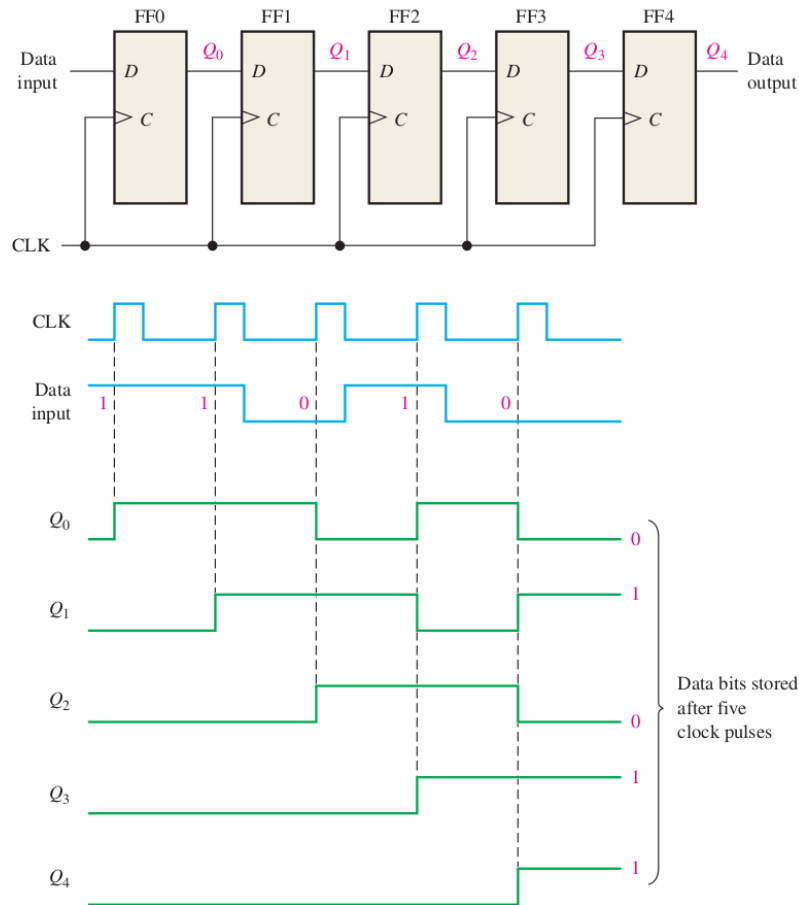 FF0 FF1 FF2 FF3 FF4
Data input
Q0 Q1 Q2 Q3 Q4
Data output
D D D D D
C C C C C
CLK
CLK
Data input
1 1 0 1 0
Q0 0
Q1 1
Q2 0
Q3 1
Q4 1
Data bits stored
after five
clock pulses